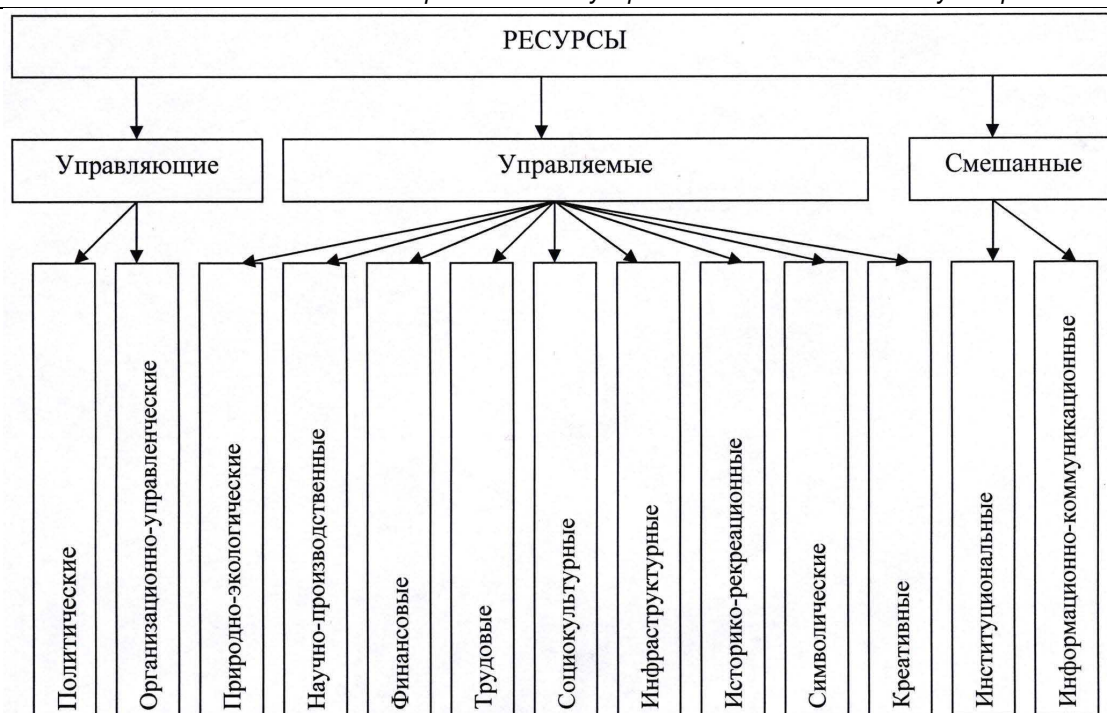 РЕСУРСЫ
Управляющие
Управляемые
Смешанные
Политические
Организационно-управленческие
Природно-экологические
Научно-производственные
Финансовые
Трудовые
Социокультурные
Инфраструктурные
Историко-рекреационные
Символические
Креативные
Институциональные
Информационно-коммуникационные